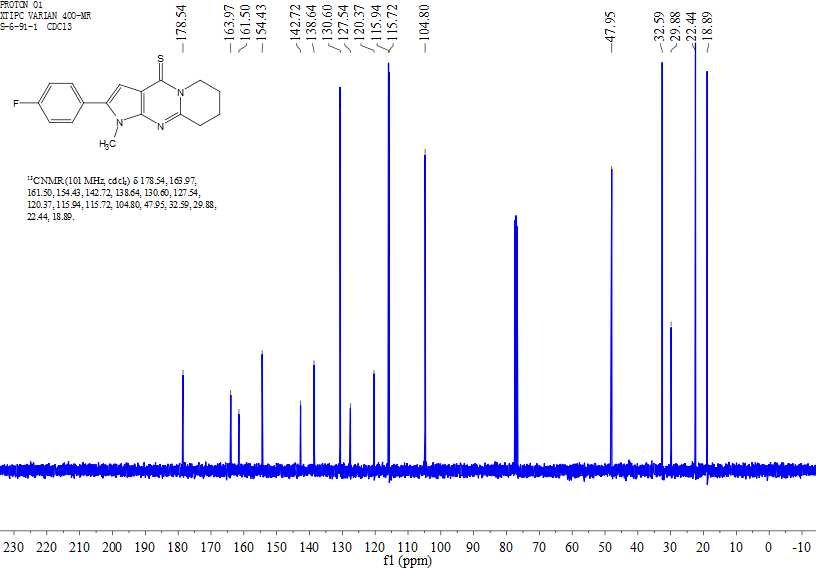 PROTON 01
XTIPC VARIAN 400-MR
S-6-91-1 CDCl3
178.54
163.97
161.50
154.43
142.72
138.64
130.60
127.54
120.37
115.94
115.72
104.80
47.95
32.59
29.88
22.44
18.89
S
F
N
N
N
H₃C
¹³C NMR (101 MHz, cdcl₃) δ 178.54, 163.97,
161.50, 154.43, 142.72, 138.64, 130.60, 127.54,
120.37, 115.94, 115.72, 104.80, 47.95, 32.59, 29.88,
22.44, 18.89.
230 220 210 200 190 180 170 160 150 140 130 120 110 100 90 80 70 60 50 40 30 20 10 0 -10
f1 (ppm)